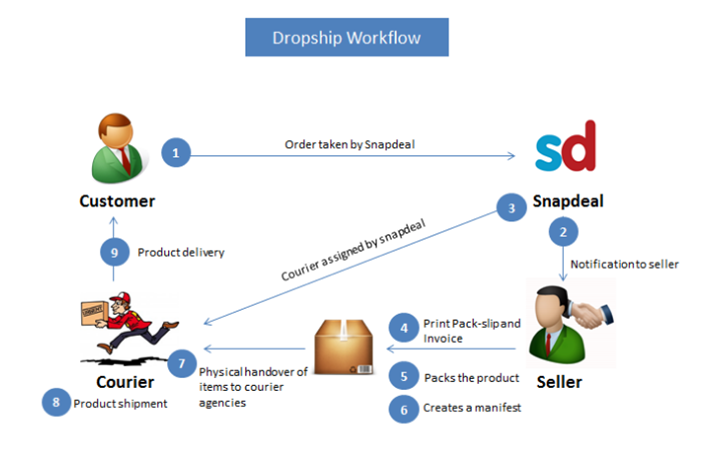 Dropship Workflow
1
Order taken by Snapdeal
sd
Customer
Snapdeal
3
2
Courier assigned by snapdeal
9
Product delivery
Notification to seller
URGENT
4
Print Pack-slip and
Invoice
7
Physical handover of
items to courier
agencies
5
Packs the product
Courier
Seller
8
Product shipment
6
Creates a manifest